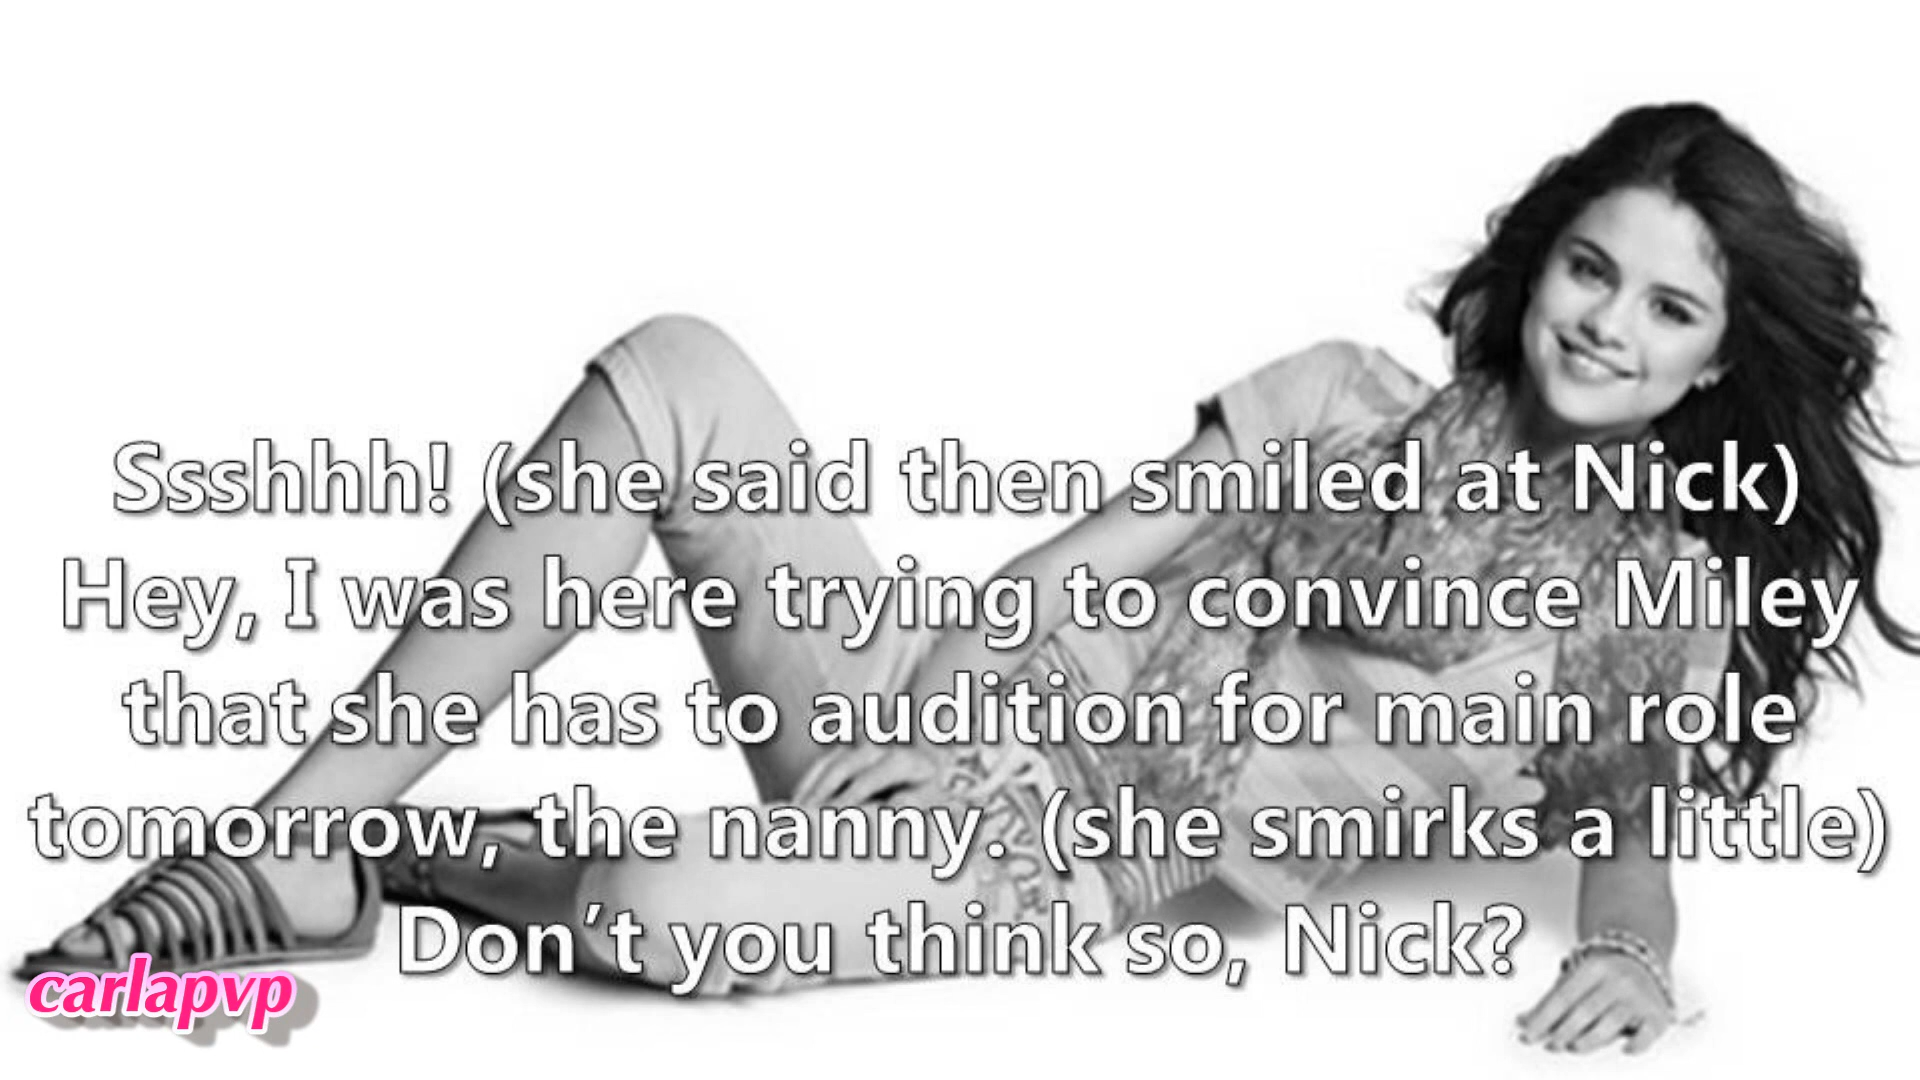 Ssshhh! (she said then smiled at Nick)
Hey, I was here trying to convince Miley
that she has to audition for main role
tomorrow, the nanny. (she smirks a little)
Don't you think so, Nick?
carlapvp